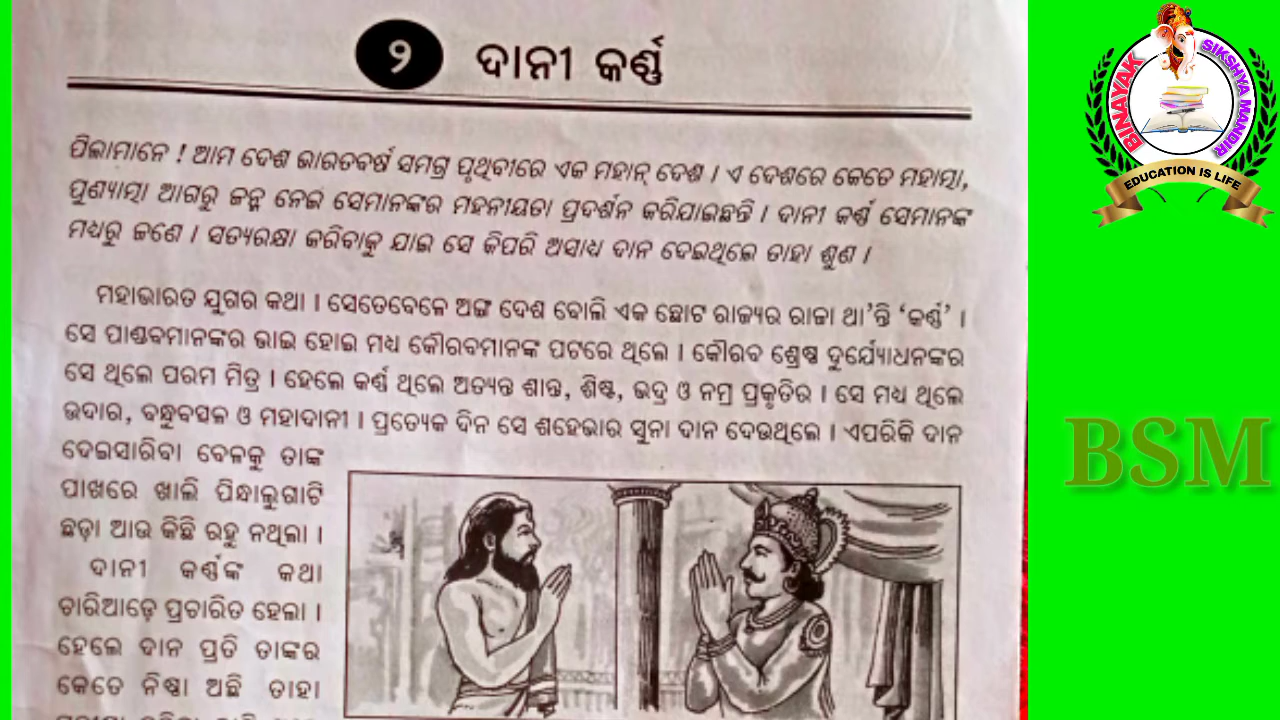 ୨ ଦାନୀ କର୍ଣ୍ଣ
ପିଲାମାନେ ! ଆମ ଦେଶ ଭାରତବର୍ଷ ସମଗ୍ର ପୃଥିବୀରେ ଏକ ମହାନ୍ ଦେଶ । ଏ ଦେଶରେ କେତେ ମହାତ୍ମା,
ପୁଣ୍ୟାତ୍ମା ଆଗରୁ ଜନ୍ମ ନେଇ ସେମାନଙ୍କର ମହନୀୟତା ପ୍ରଦର୍ଶନ କରିଯାଇଛନ୍ତି । ଦାନୀ କର୍ଣ୍ଣ ସେମାନଙ୍କ
ମଧ୍ୟରୁ ଜଣେ । ସତ୍ୟରକ୍ଷା କରିବାକୁ ଯାଇ ସେ କିପରି ଅସାଧ୍ୟ ଦାନ ଦେଇଥିଲେ ତାହା ଶୁଣ ।
ମହାଭାରତ ଯୁଗର କଥା । ସେତେବେଳେ ଅଙ୍ଗ ଦେଶ ବୋଲି ଏକ ଛୋଟ ରାଜ୍ୟର ରାଜା ଥା’ନ୍ତି ‘କର୍ଣ୍ଣ’ ।
ସେ ପାଣ୍ଡବମାନଙ୍କର ଭାଇ ହୋଇ ମଧ୍ୟ କୌରବମାନଙ୍କ ପଟରେ ଥିଲେ । କୌରବ ଶ୍ରେଷ୍ଠ ଦୁର୍ଯ୍ୟୋଧନଙ୍କର
ସେ ଥିଲେ ପରମ ମିତ୍ର । ହେଲେ କର୍ଣ୍ଣ ଥିଲେ ଅତ୍ୟନ୍ତ ଶାନ୍ତ, ଶିଷ୍ଟ, ଭଦ୍ର ଓ ନମ୍ର ପ୍ରକୃତିର । ସେ ମଧ୍ୟ ଥିଲେ
ଉଦାର, ବନ୍ଧୁବତ୍ସଳ ଓ ମହାଦାନୀ । ପ୍ରତ୍ୟେକ ଦିନ ସେ ଶହେଭାର ସୁନା ଦାନ ଦେଉଥିଲେ । ଏପରିକି ଦାନ
ଦେଇସାରିବା ବେଳକୁ ତାଙ୍କ
ପାଖରେ ଖାଲି ପିନ୍ଧାଲୁଗାଟି
ଛଡ଼ା ଆଉ କିଛି ରହୁ ନଥିଲା ।
ଦାନୀ କର୍ଣ୍ଣଙ୍କ କଥା
ଚାରିଆଡ଼େ ପ୍ରଚାରିତ ହେଲା ।
ହେଲେ ଦାନ ପ୍ରତି ତାଙ୍କର
କେତେ ନିଷ୍ଠା ଅଛି ତାହା
BINAYAK SIKSHYA MANDIR
EDUCATION IS LIFE
BSM